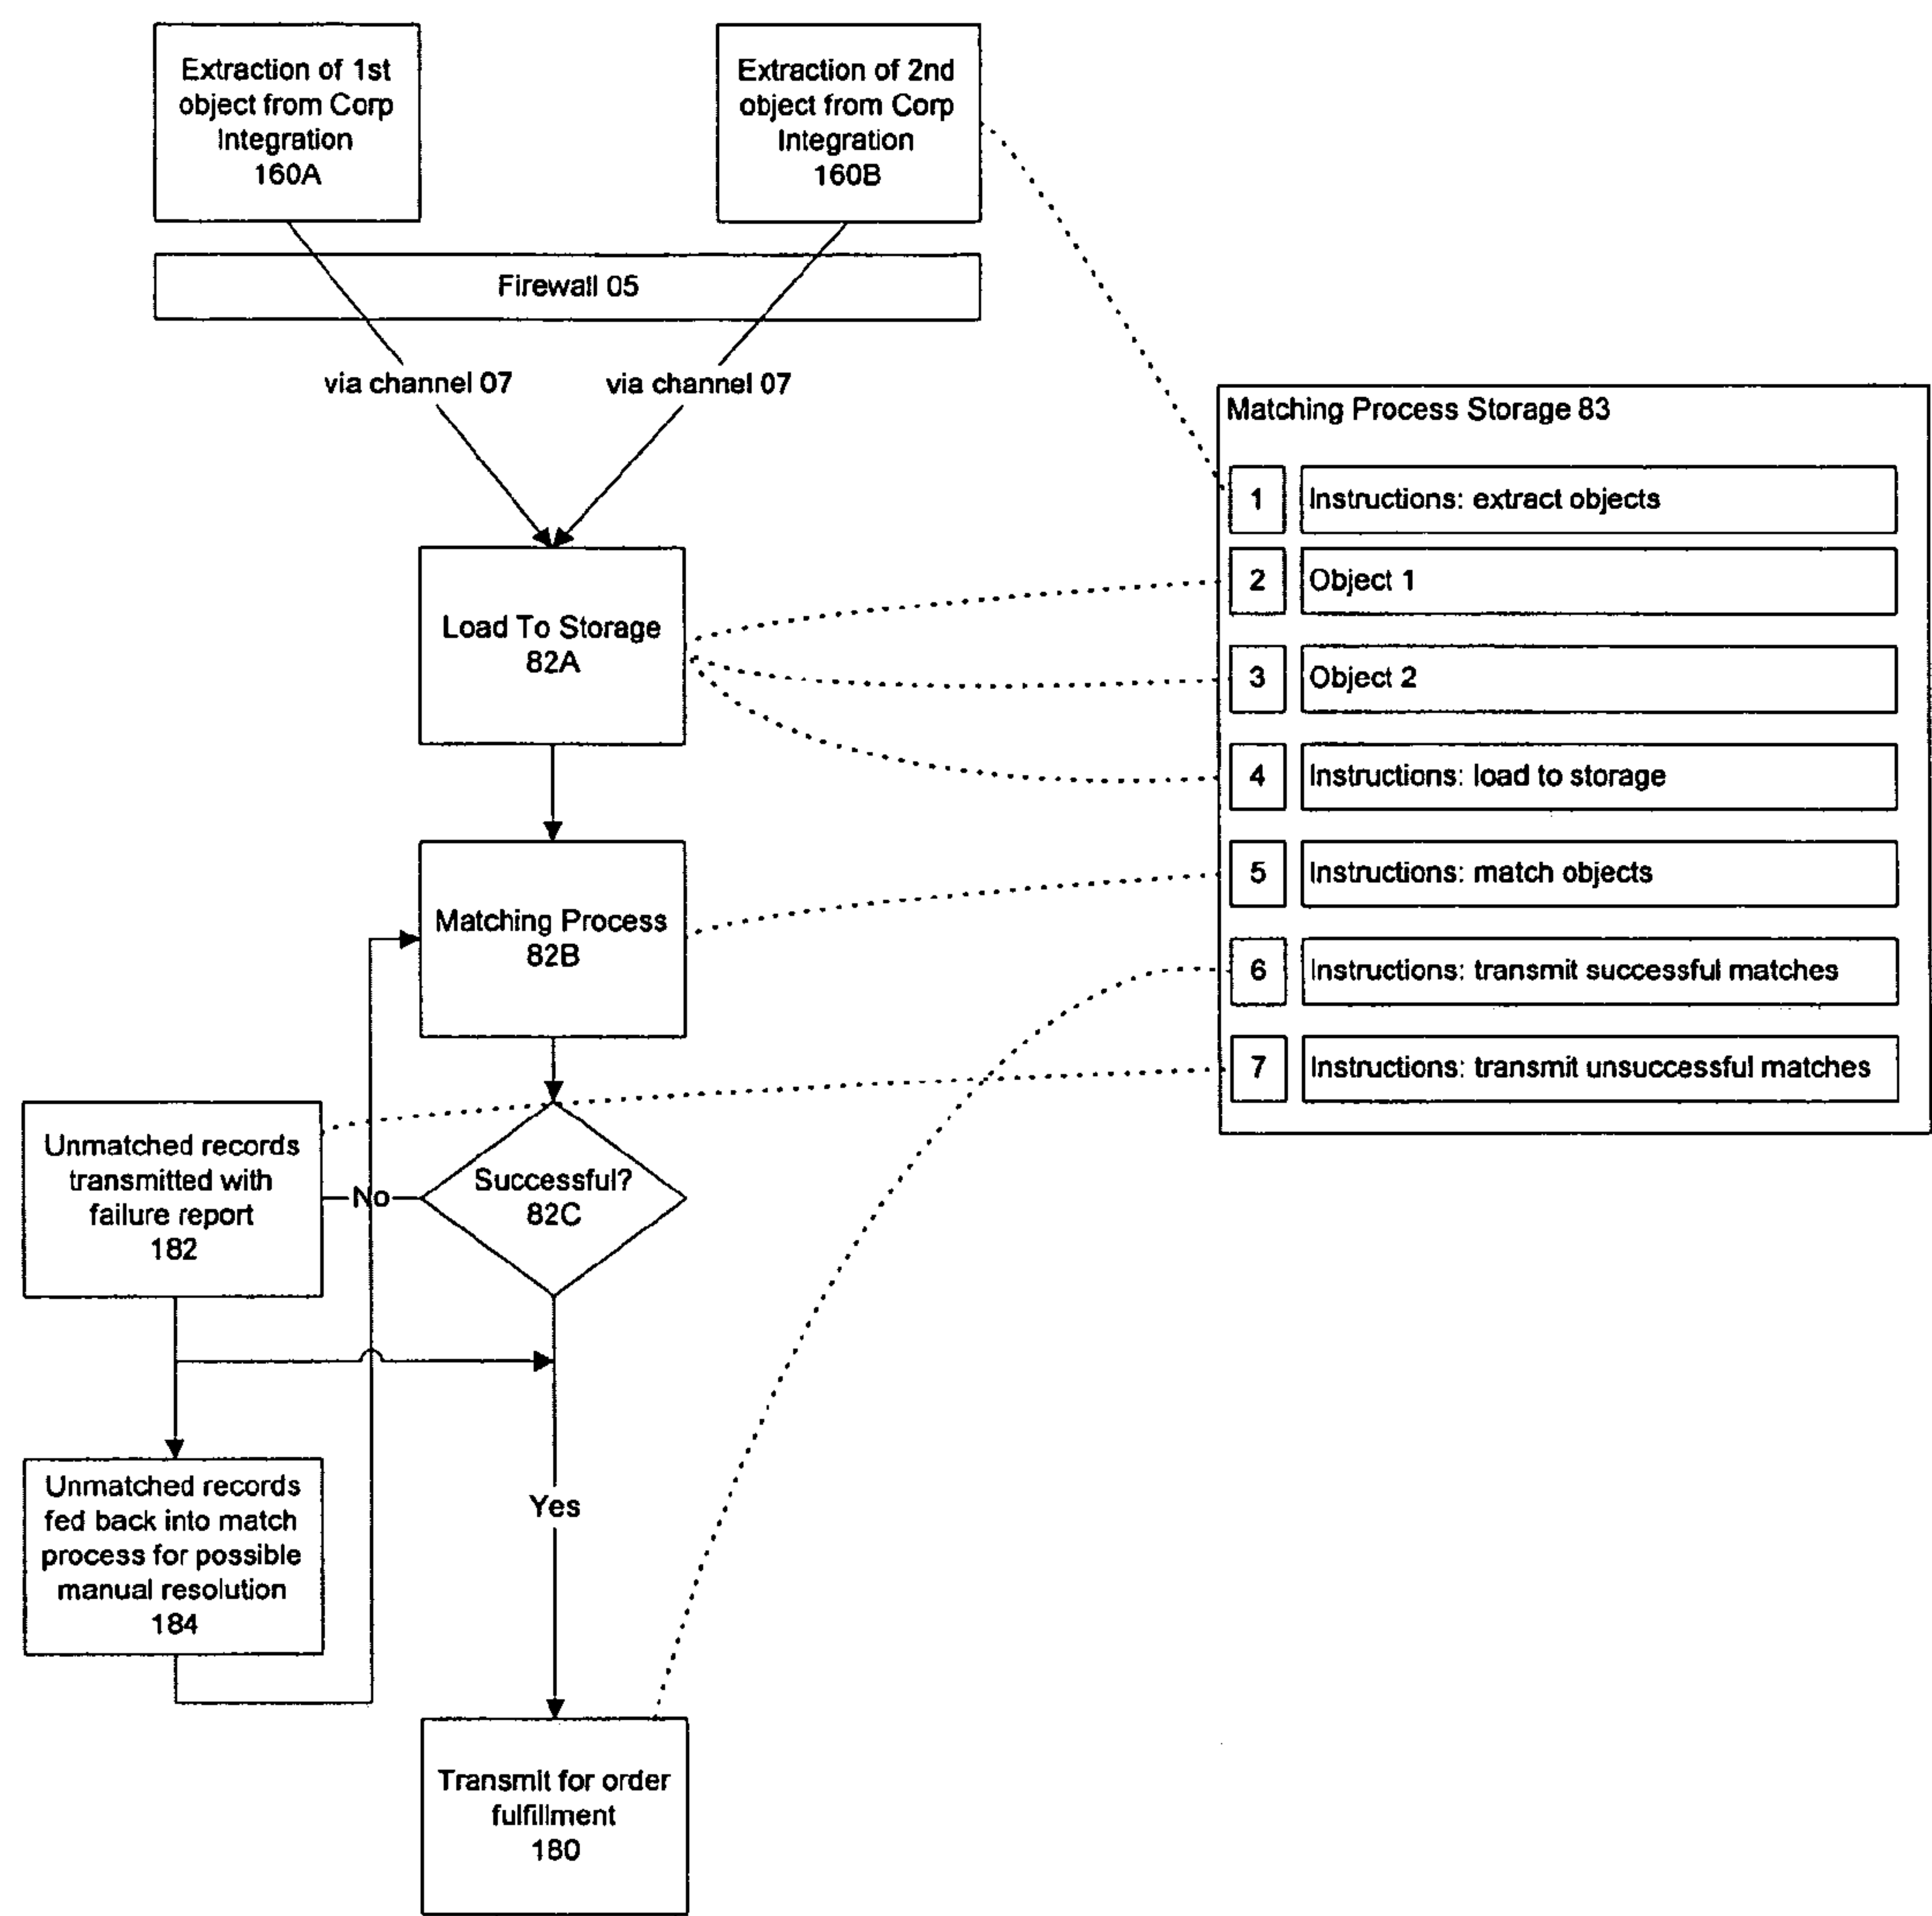 Extraction of 1st
object from Corp
Integration
160A
Extraction of 2nd
object from Corp
Integration
160B
Firewall 05
via channel 07
via channel 07
Matching Process Storage 83
1 Instructions: extract objects
2 Object 1
3 Object 2
4 Instructions: load to storage
5 Instructions: match objects
6 Instructions: transmit successful matches
7 Instructions: transmit unsuccessful matches
Load To Storage
82A
Matching Process
82B
Successful?
82C
No
Unmatched records
transmitted with
failure report
182
Unmatched records
fed back into match
process for possible
manual resolution
184
Yes
Transmit for order
fulfillment
180